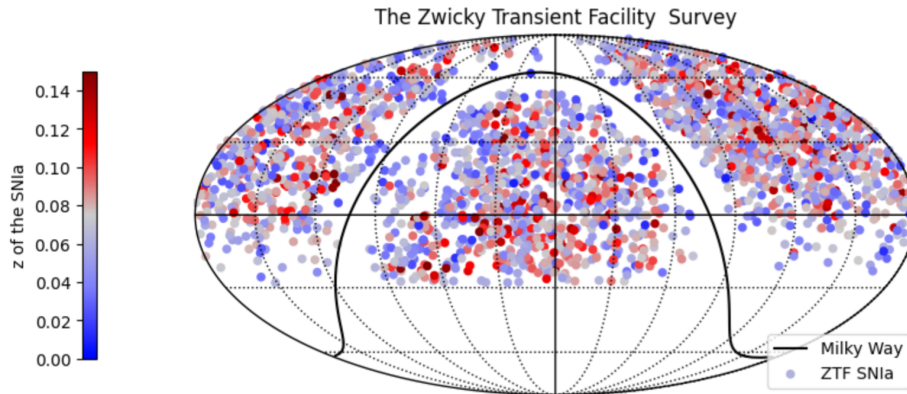 The Zwicky Transient Facility  Survey
z of the SNIa
0.14
0.12
0.10
0.08
0.06
0.04
0.02
0.00
Milky Way
ZTF SNIa